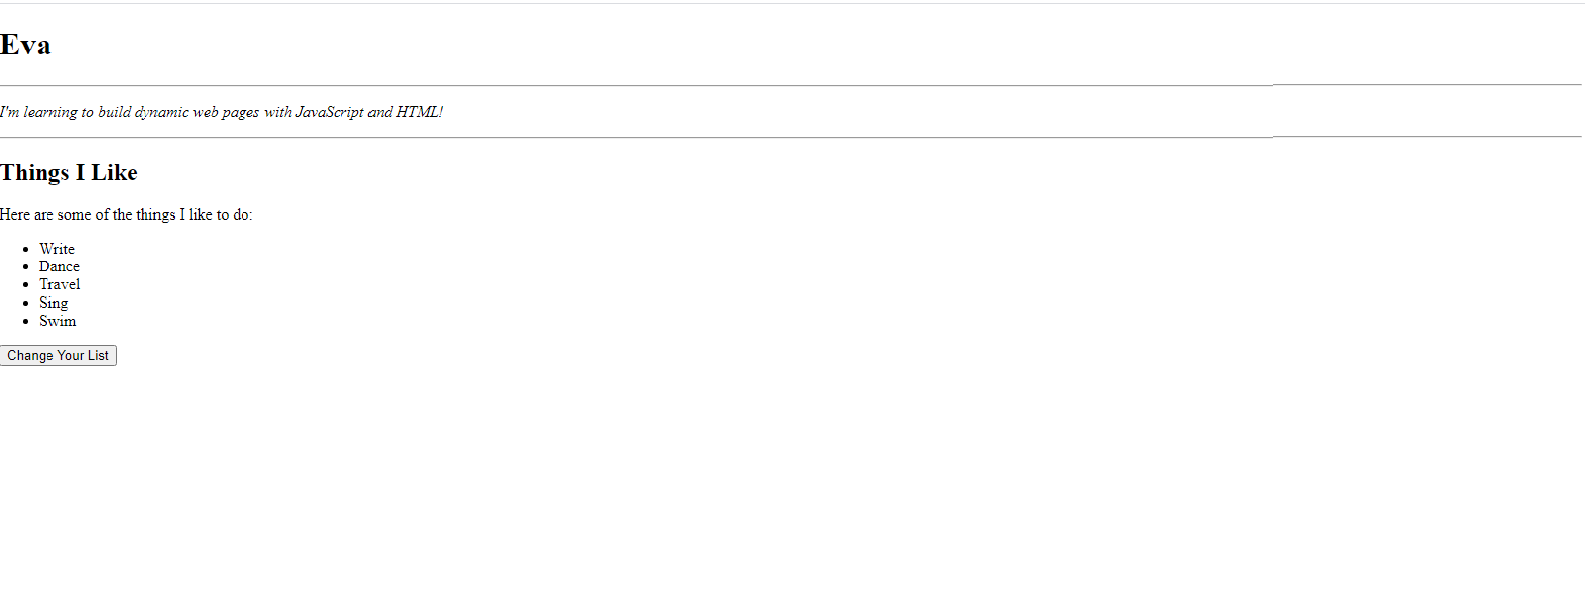 Eva
I'm learning to build dynamic web pages with JavaScript and HTML!
Things I Like
Here are some of the things I like to do:
Write
Dance
Travel
Sing
Swim
Change Your List